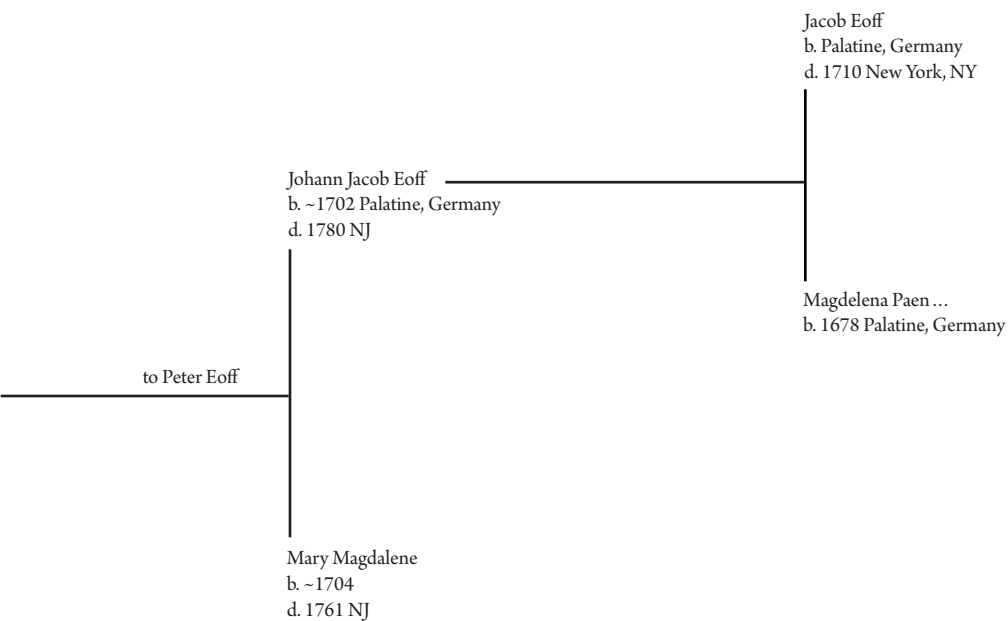 Jacob Eoff
b. Palatine, Germany
d. 1710 New York, NY
Johann Jacob Eoff
b. ~1702 Palatine, Germany
d. 1780 NJ
Magdelena Paen…
b. 1678 Palatine, Germany
to Peter Eoff
Mary Magdalene
b. ~1704
d. 1761 NJ